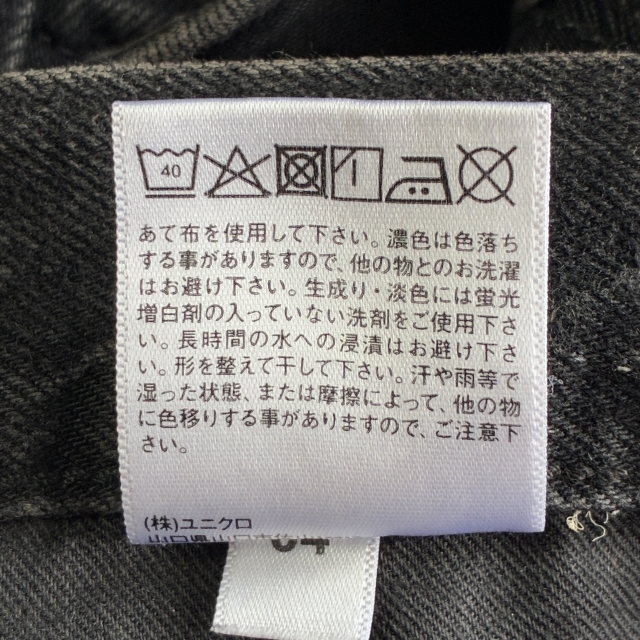 40
あて布を使用して下さい。濃色は色落ち
する事がありますので、他の物とのお洗濯
はお避け下さい。生成り・淡色には蛍光
増白剤の入っていない洗剤をご使用下さ
い。長時間の水への浸漬はお避け下さ
い。形を整えて干して下さい。汗や雨等で
湿った状態、または摩擦によって、他の物
に色移りする事がありますので、ご注意下
さい。
(株)ユニクロ
山口県山口市
04